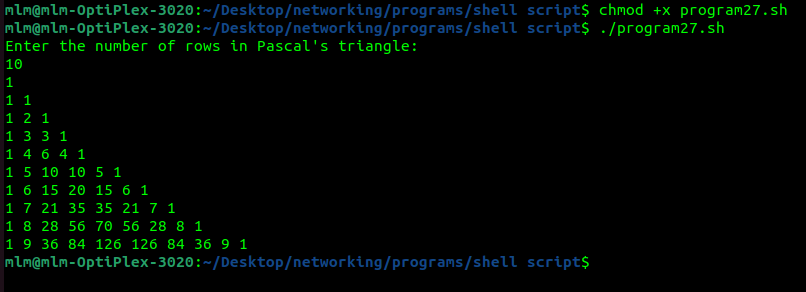 mlm@mlm-OptiPlex-3020:~/Desktop/networking/programs/shell script$ chmod +x program27.sh
mlm@mlm-OptiPlex-3020:~/Desktop/networking/programs/shell script$ ./program27.sh
Enter the number of rows in Pascal's triangle:
10
1
1 1
1 2 1
1 3 3 1
1 4 6 4 1
1 5 10 10 5 1
1 6 15 20 15 6 1
1 7 21 35 35 21 7 1
1 8 28 56 70 56 28 8 1
1 9 36 84 126 126 84 36 9 1
mlm@mlm-OptiPlex-3020:~/Desktop/networking/programs/shell script$